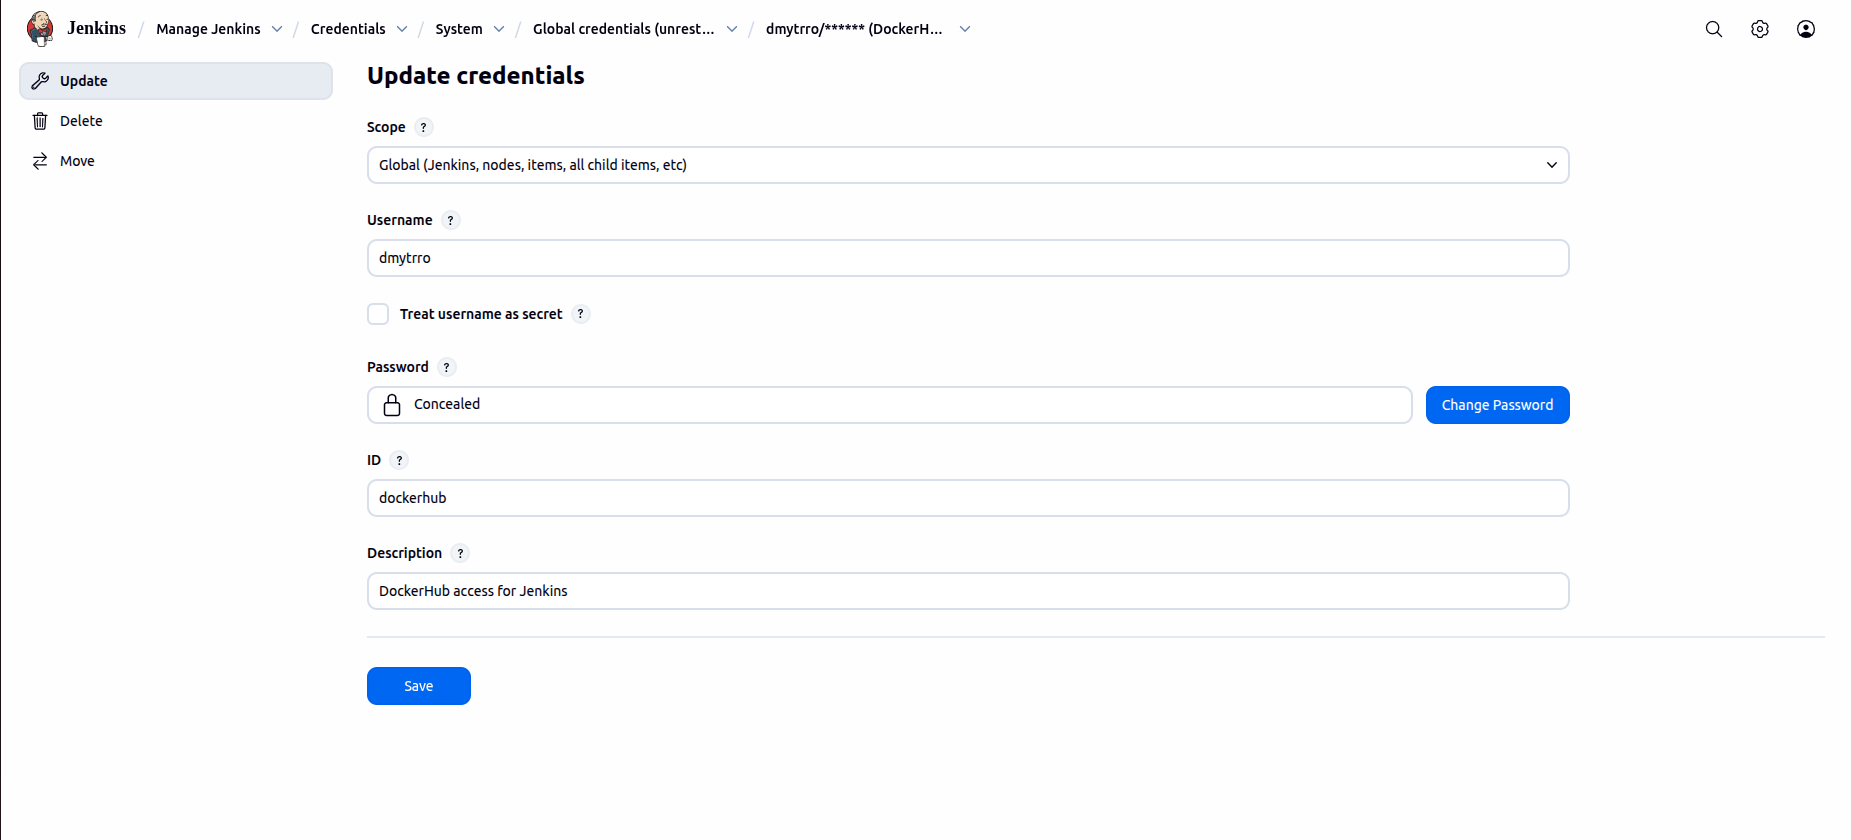 Jenkins / Manage Jenkins / Credentials / System / Global credentials (unrest... / dmytrro/****** (DockerH...
Update
Delete
Move
Update credentials
Scope ?
Global (Jenkins, nodes, items, all child items, etc)
Username ?
dmytrro
Treat username as secret ?
Password ?
Concealed
Change Password
ID ?
dockerhub
Description ?
DockerHub access for Jenkins
Save